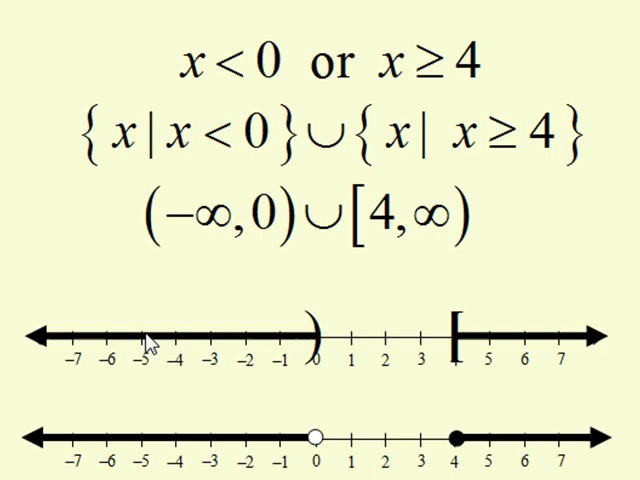 x < 0 or x ≥ 4
{ x | x < 0 } ∪ { x | x ≥ 4 }
(−∞, 0) ∪ [4, ∞)
) [
–7 –6 –5 –4 –3 –2 –1 0 1 2 3 4 5 6 7
–7 –6 –5 –4 –3 –2 –1 0 1 2 3 4 5 6 7